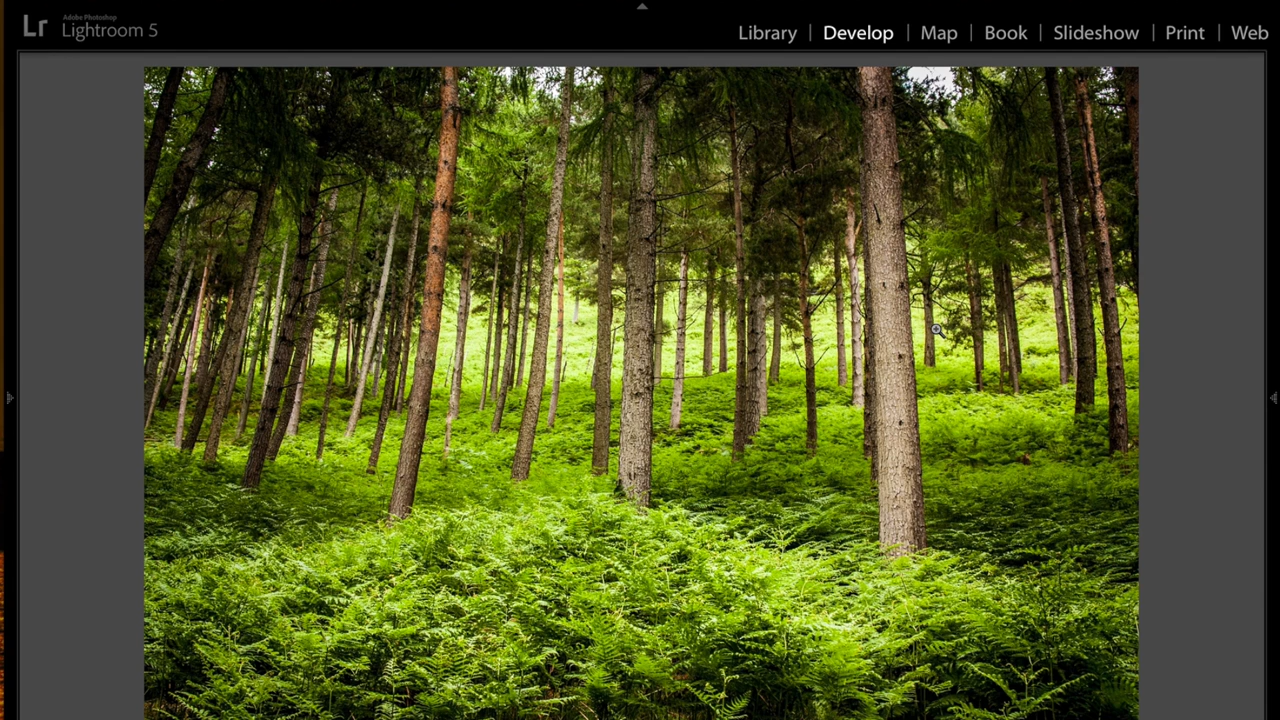 Lr Adobe Photoshop
Lightroom 5
Library | Develop | Map | Book | Slideshow | Print | Web